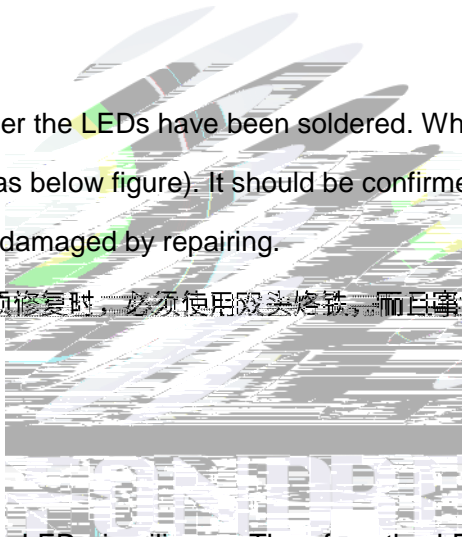 er the LEDs have been soldered. Wh
as below figure). It should be confirme
damaged by repairing.
须修复时，必须使用双头烙铁，而且事